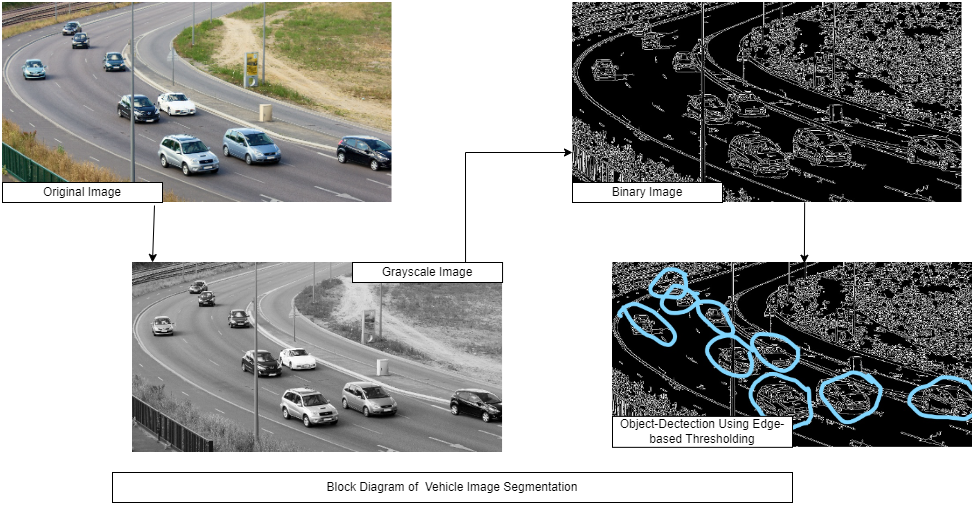 Original Image
Binary Image
Grayscale Image
Object-Dectection Using Edge-
based Thresholding
Block Diagram of  Vehicle Image Segmentation